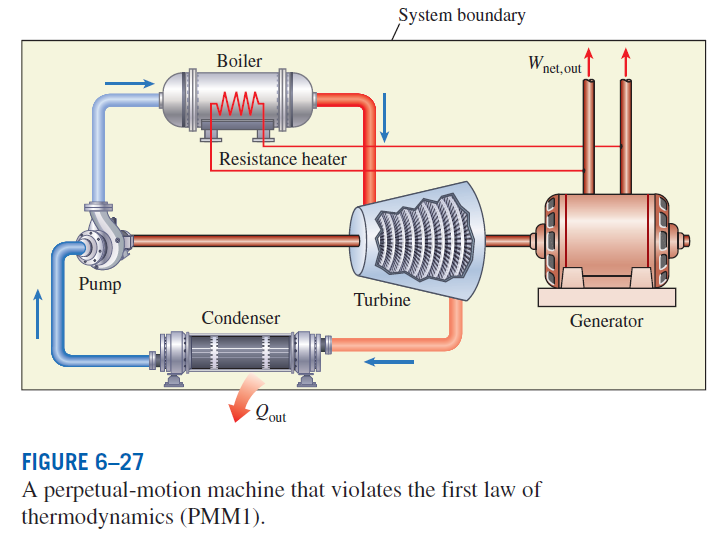 System boundary
Boiler
Wnet,out
Resistance heater
Pump
Turbine
Condenser
Generator
Qout
FIGURE 6–27
A perpetual-motion machine that violates the first law of
thermodynamics (PMM1).